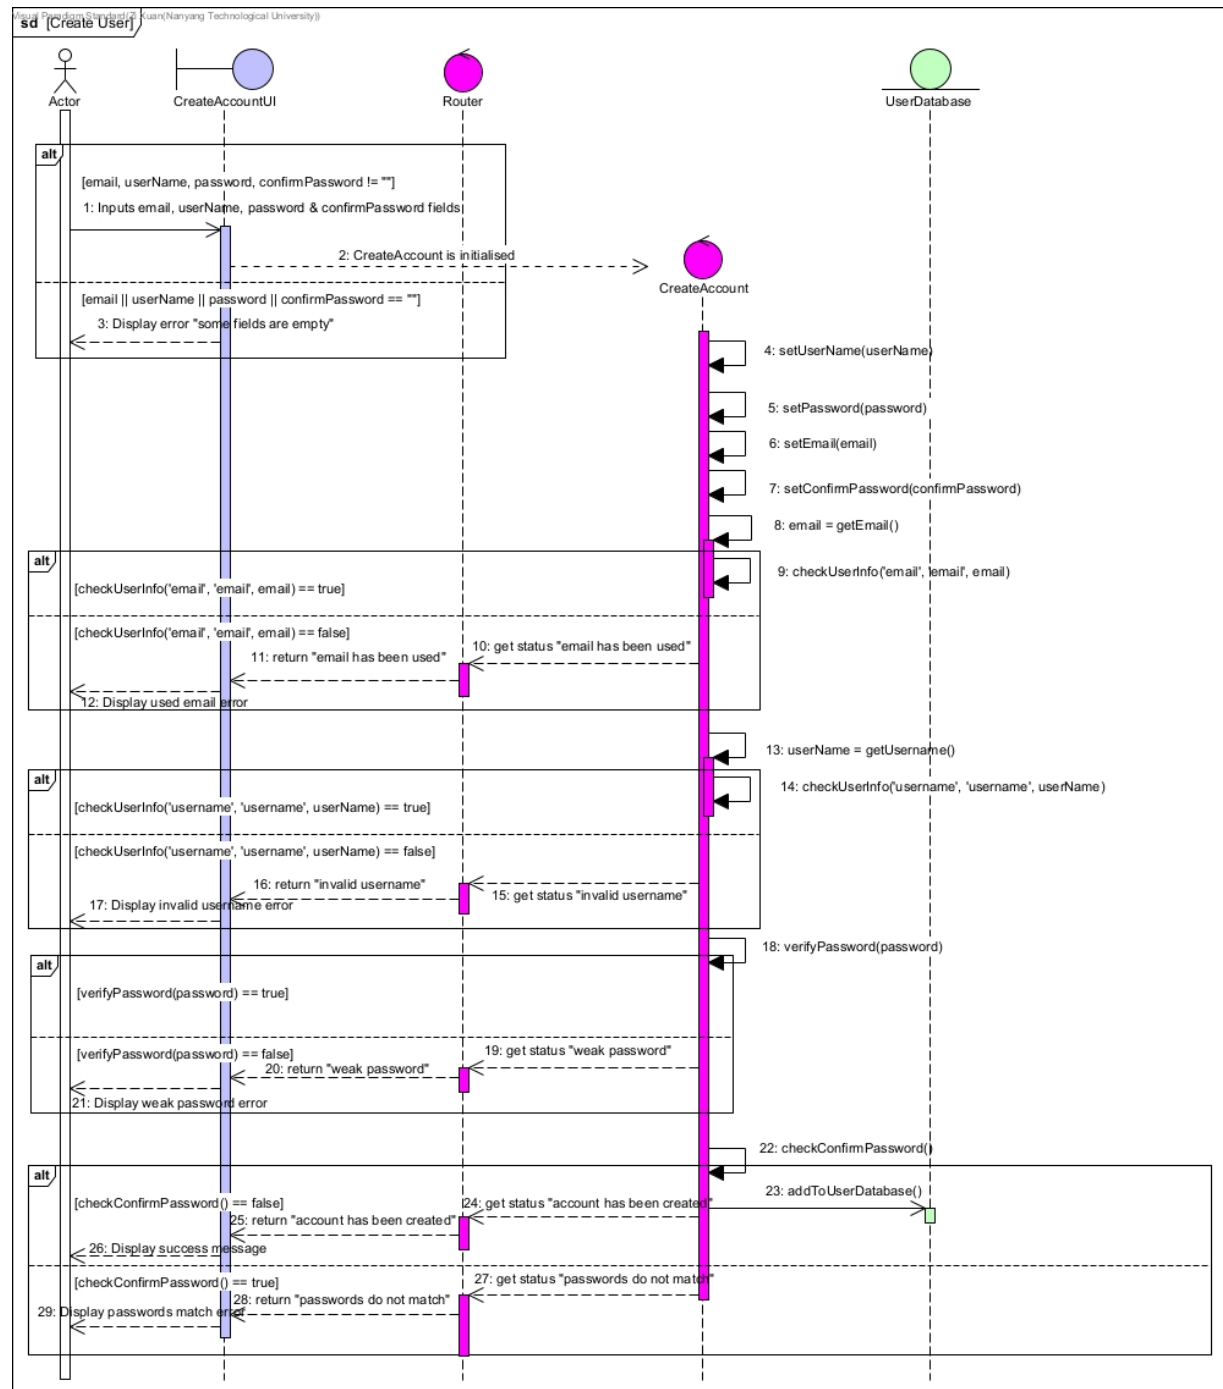 Visual Paradigm Standard(Zi Kuan(Nanyang Technological University))
sd [Create User]
Actor
CreateAccountUI
Router
UserDatabase
alt
[email, userName, password, confirmPassword != ""]
1: Inputs email, userName, password & confirmPassword fields
2: CreateAccount is initialised
CreateAccount
[email || userName || password || confirmPassword == ""]
3: Display error "some fields are empty"
4: setUserName(userName)
5: setPassword(password)
6: setEmail(email)
7: setConfirmPassword(confirmPassword)
8: email = getEmail()
alt
9: checkUserInfo('email', 'email', email)
[checkUserInfo('email', 'email', email) == true]
[checkUserInfo('email', 'email', email) == false]
10: get status "email has been used"
11: return "email has been used"
12: Display used email error
13: userName = getUsername()
alt
14: checkUserInfo('username', 'username', userName)
[checkUserInfo('username', 'username', userName) == true]
[checkUserInfo('username', 'username', userName) == false]
16: return "invalid username"
15: get status "invalid username"
17: Display invalid username error
18: verifyPassword(password)
alt
[verifyPassword(password) == true]
19: get status "weak password"
[verifyPassword(password) == false]
20: return "weak password"
21: Display weak password error
22: checkConfirmPassword()
alt
23: addToUserDatabase()
[checkConfirmPassword() == false]
24: get status "account has been created"
25: return "account has been created"
26: Display success message
27: get status "passwords do not match"
[checkConfirmPassword() == true]
28: return "passwords do not match"
29: Display passwords match error